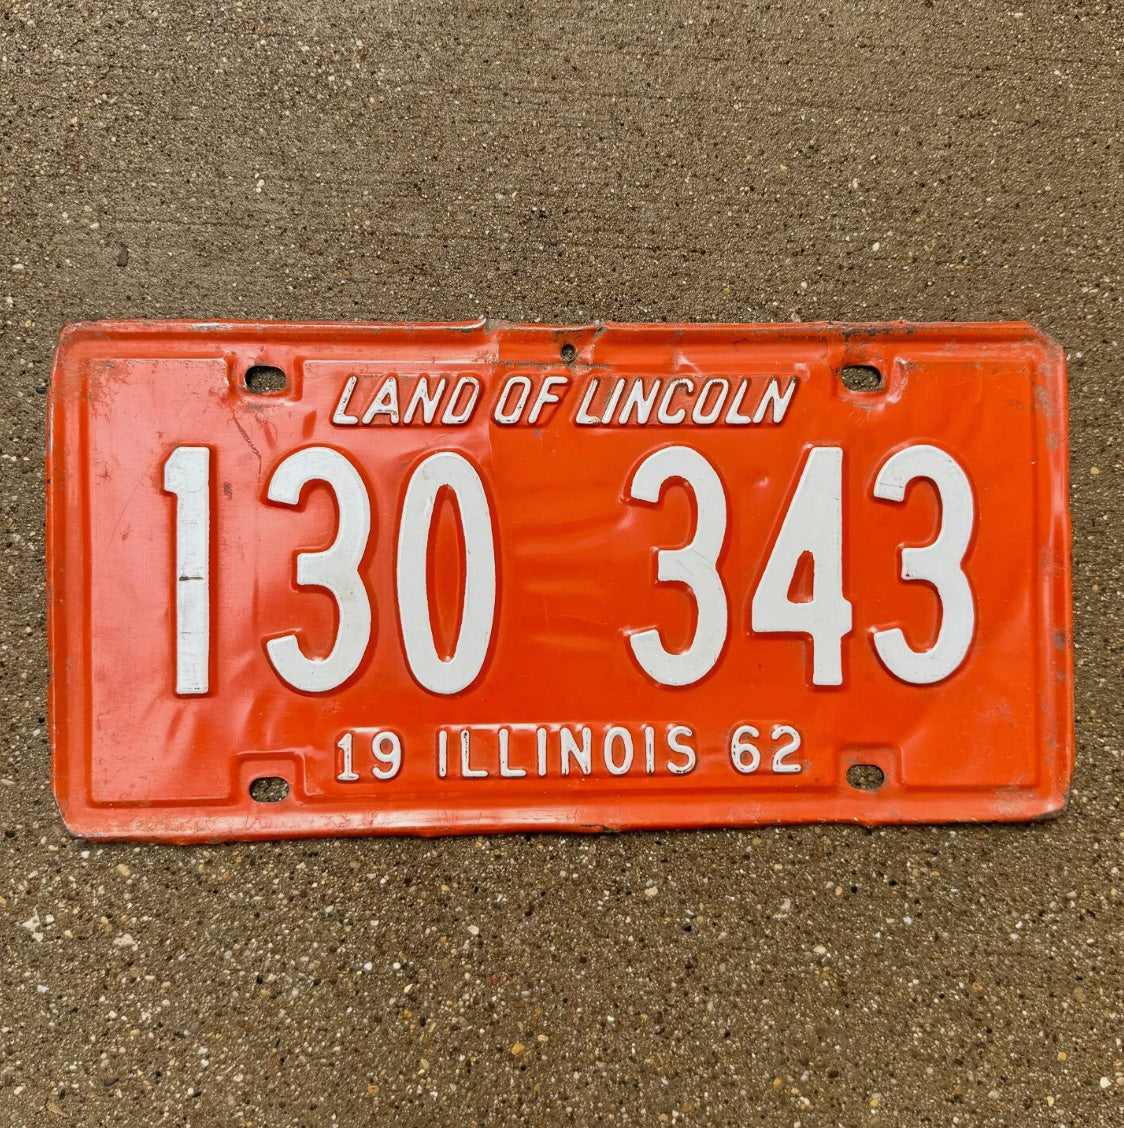 LAND OF LINCOLN
130 343
19 ILLINOIS 62